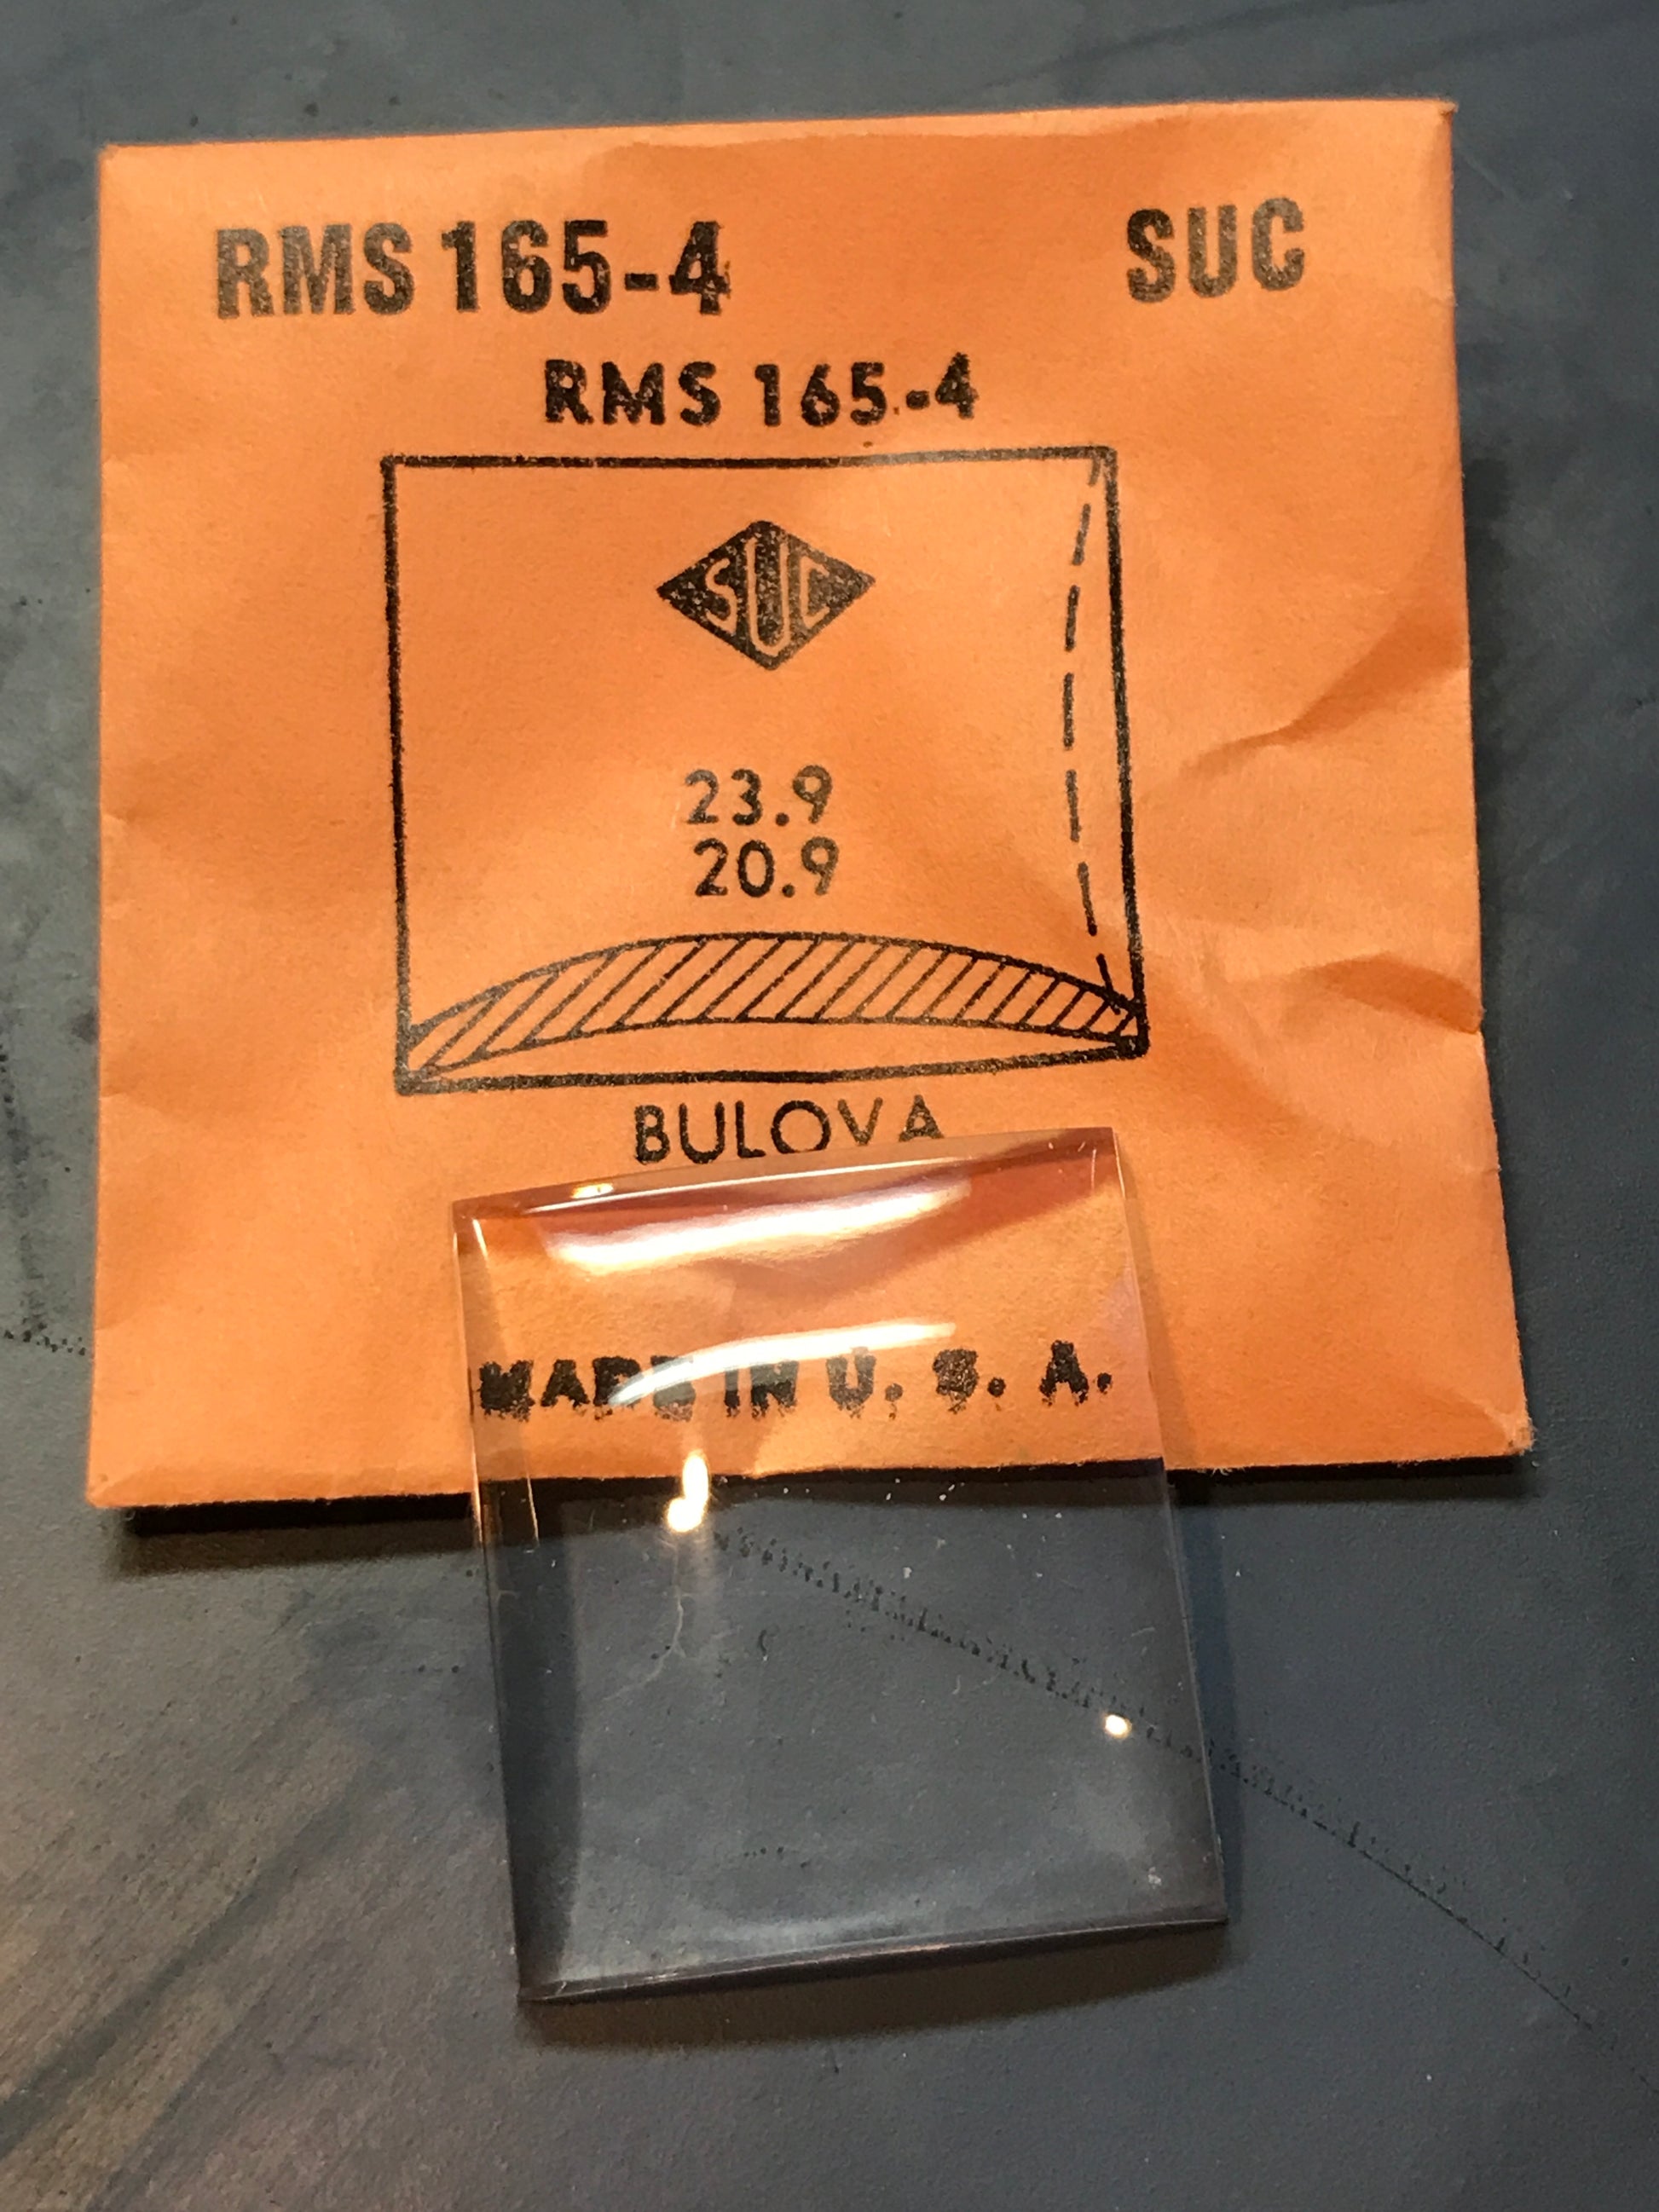 RMS 165-4 SUC
RMS 165-4
SUC
23.9
20.9
BULOVA
MADE IN U. S. A.